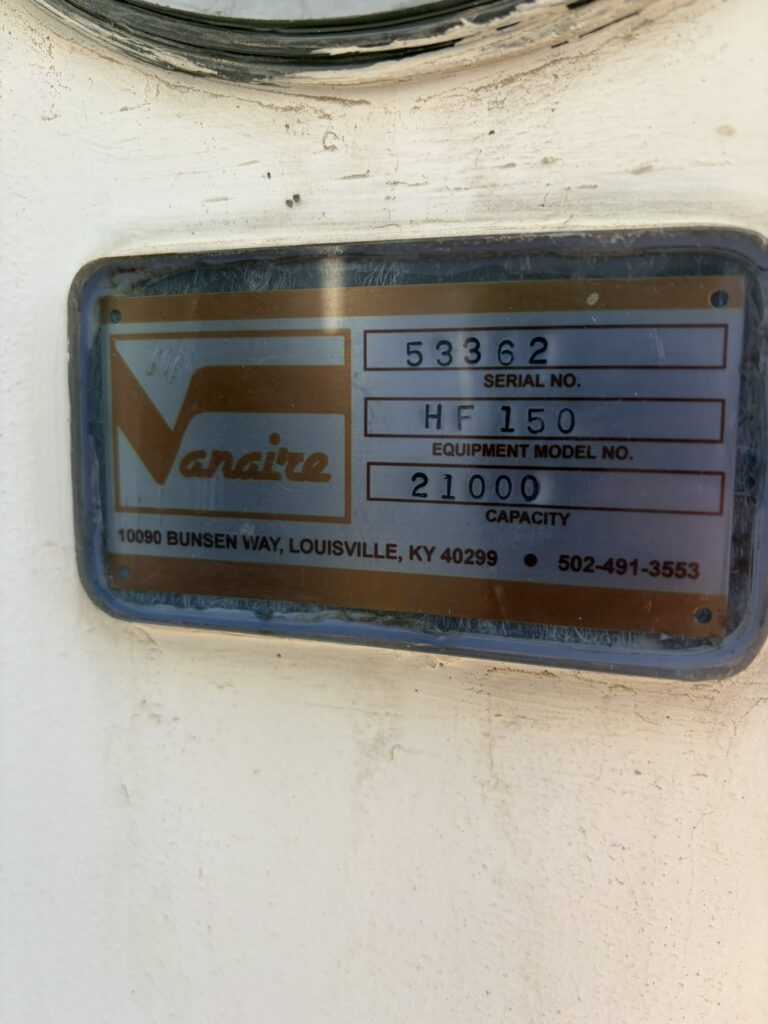 Vanaire
53362
SERIAL NO.
HF 150
EQUIPMENT MODEL NO.
21000
CAPACITY
10090 BUNSEN WAY, LOUISVILLE, KY 40299 • 502-491-3553